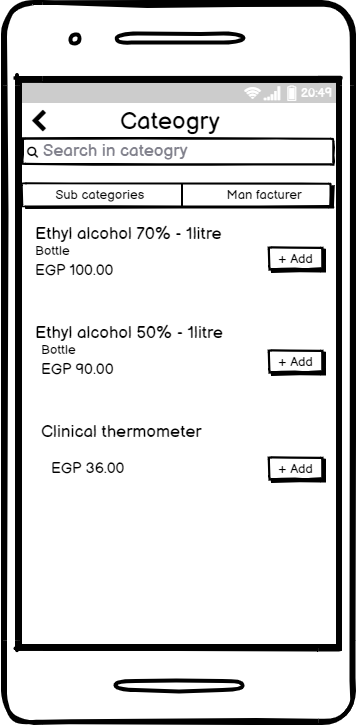 20:49
Cateogry
Search in cateogry
Sub categories Man facturer
Ethyl alcohol 70% - 1litre
Bottle
EGP 100.00
+ Add
Ethyl alcohol 50% - 1litre
Bottle
EGP 90.00
+ Add
Clinical thermometer
EGP 36.00
+ Add